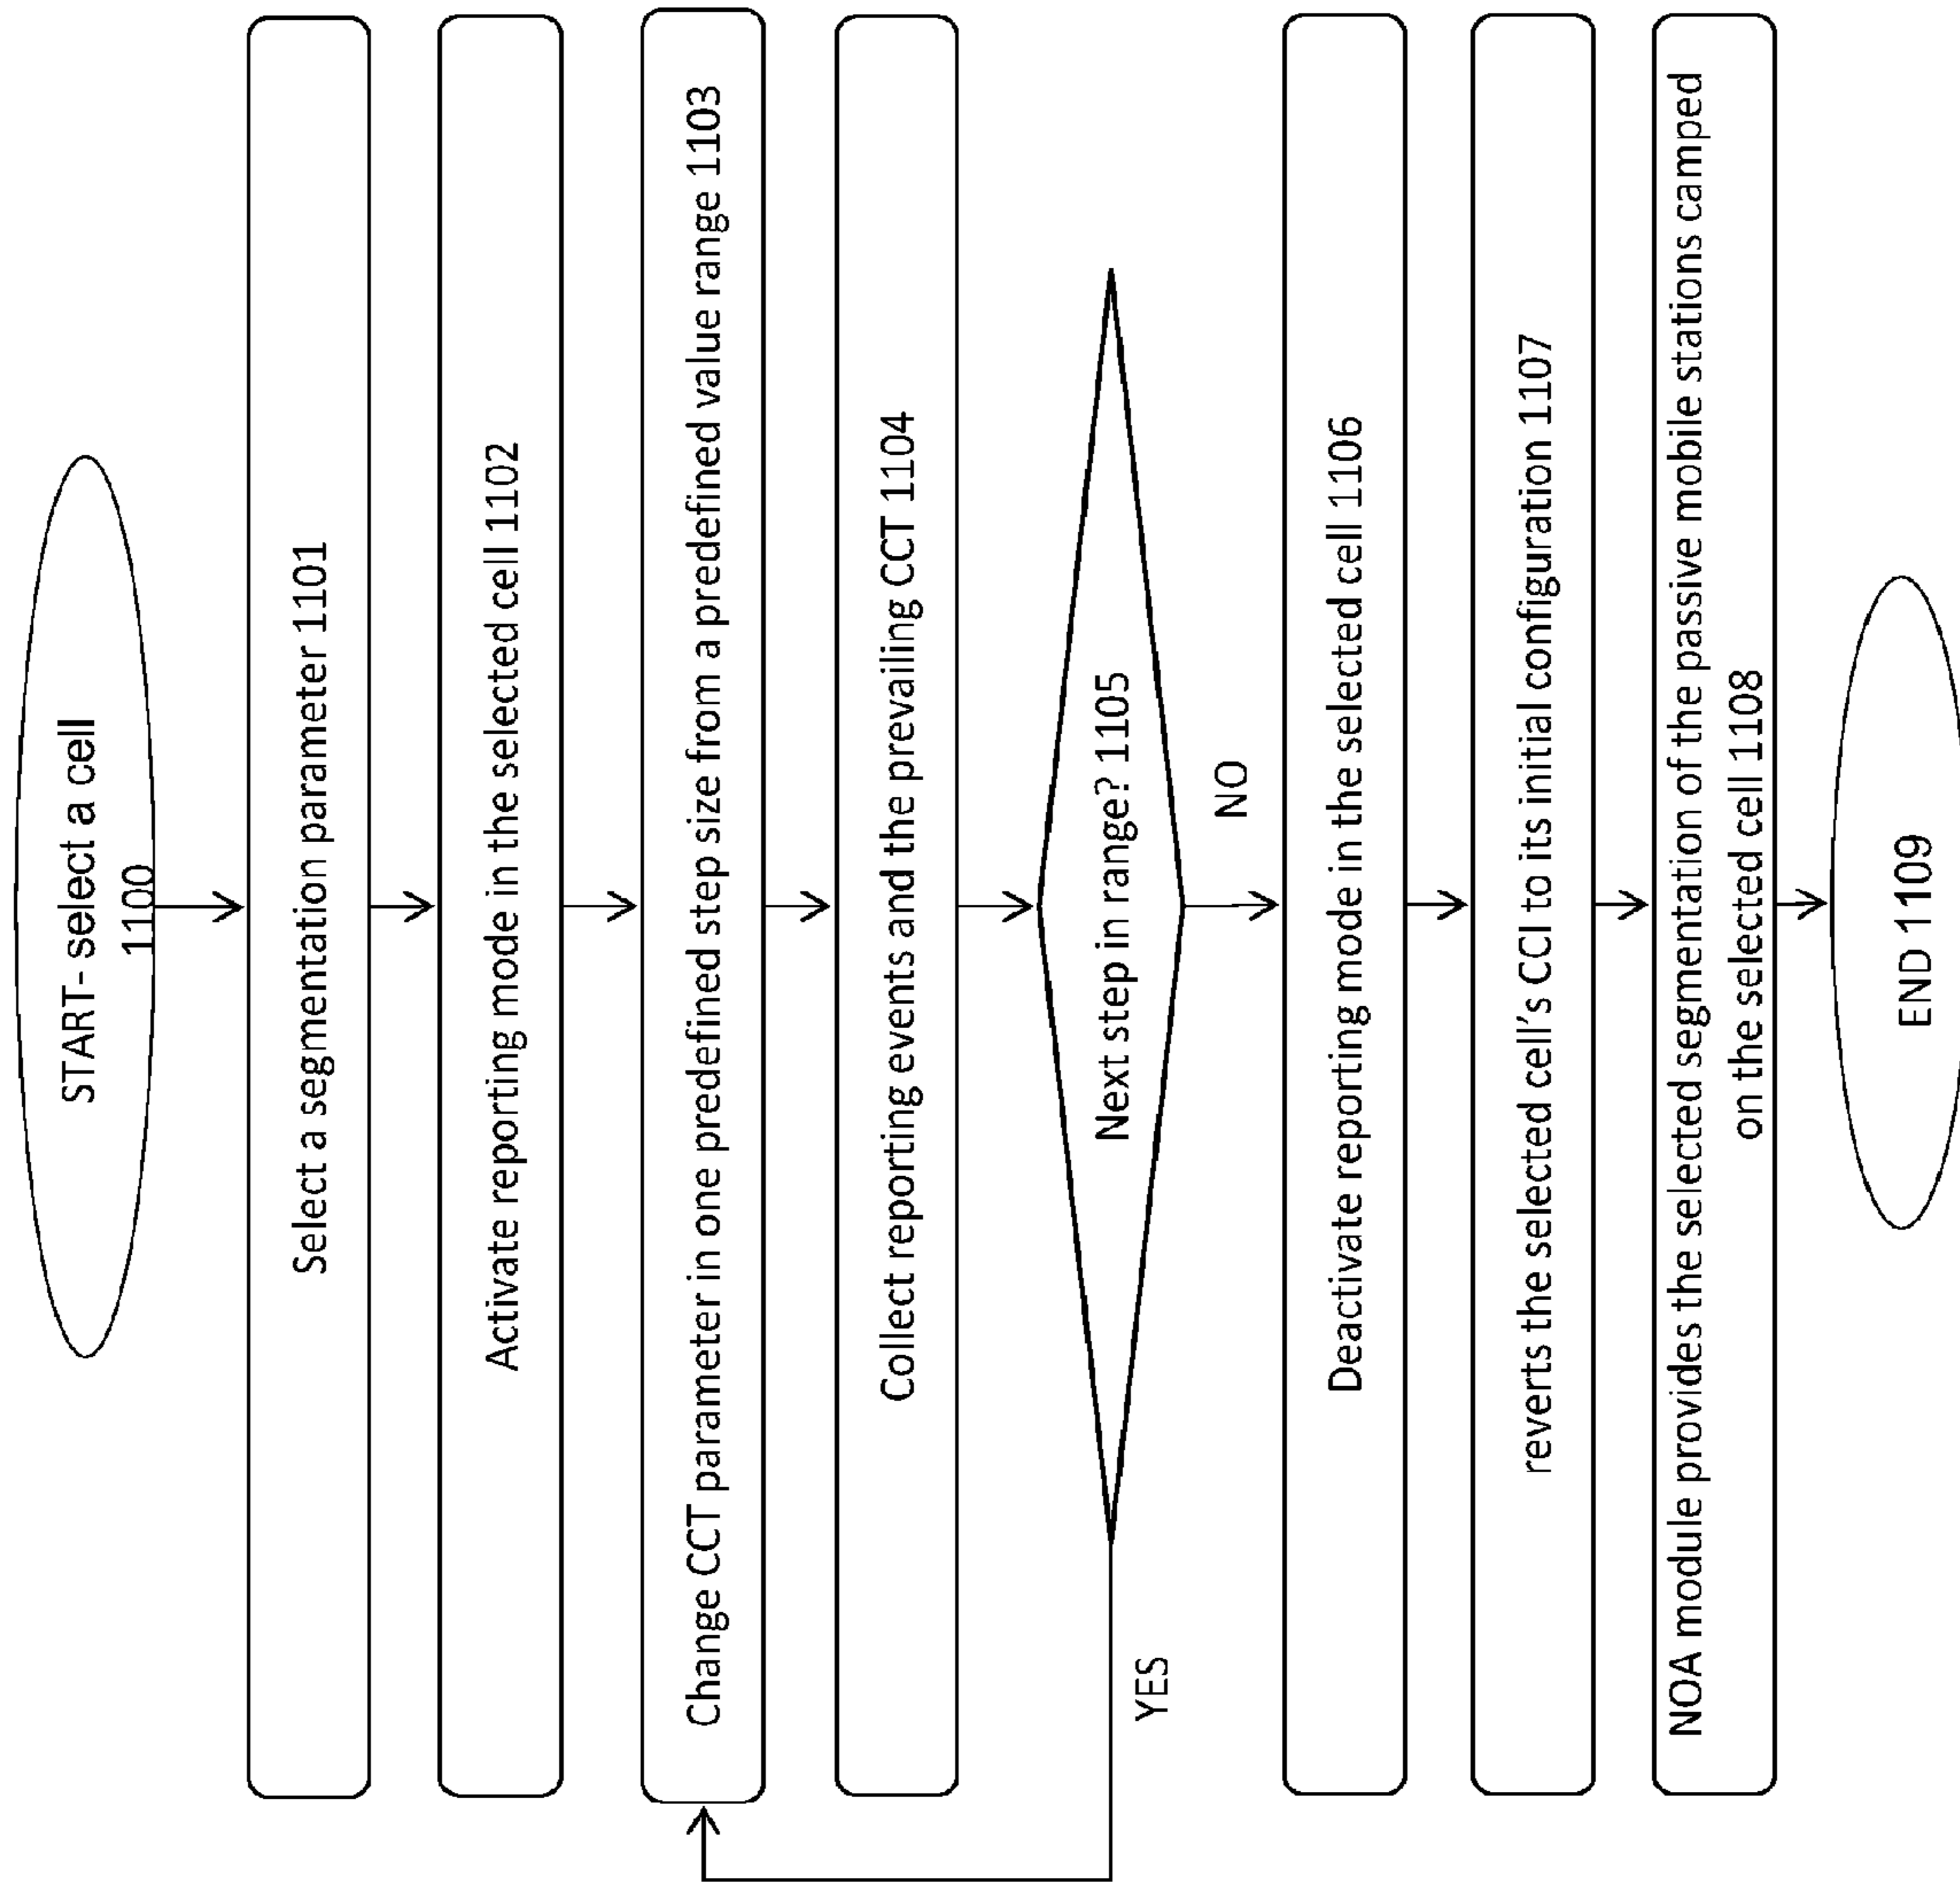 START- select a cell
1100
Select a segmentation parameter 1101
Activate reporting mode in the selected cell 1102
Change CCT parameter in one predefined step size from a predefined value range 1103
Collect reporting events and the prevailing CCT 1104
Next step in range? 1105
YES
NO
Deactivate reporting mode in the selected cell 1106
reverts the selected cell's CCI to its initial configuration 1107
NOA module provides the selected segmentation of the passive mobile stations camped
on the selected cell 1108
END 1109